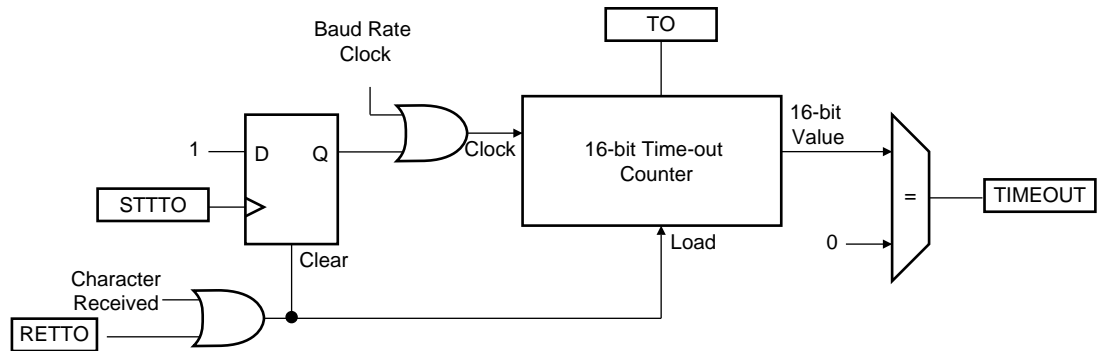 TO
Baud Rate
Clock
16-bit
Value
1
D
Q
Clock
16-bit Time-out
Counter
STTTO
=
TIMEOUT
Clear
Load
0
Character
Received
RETTO